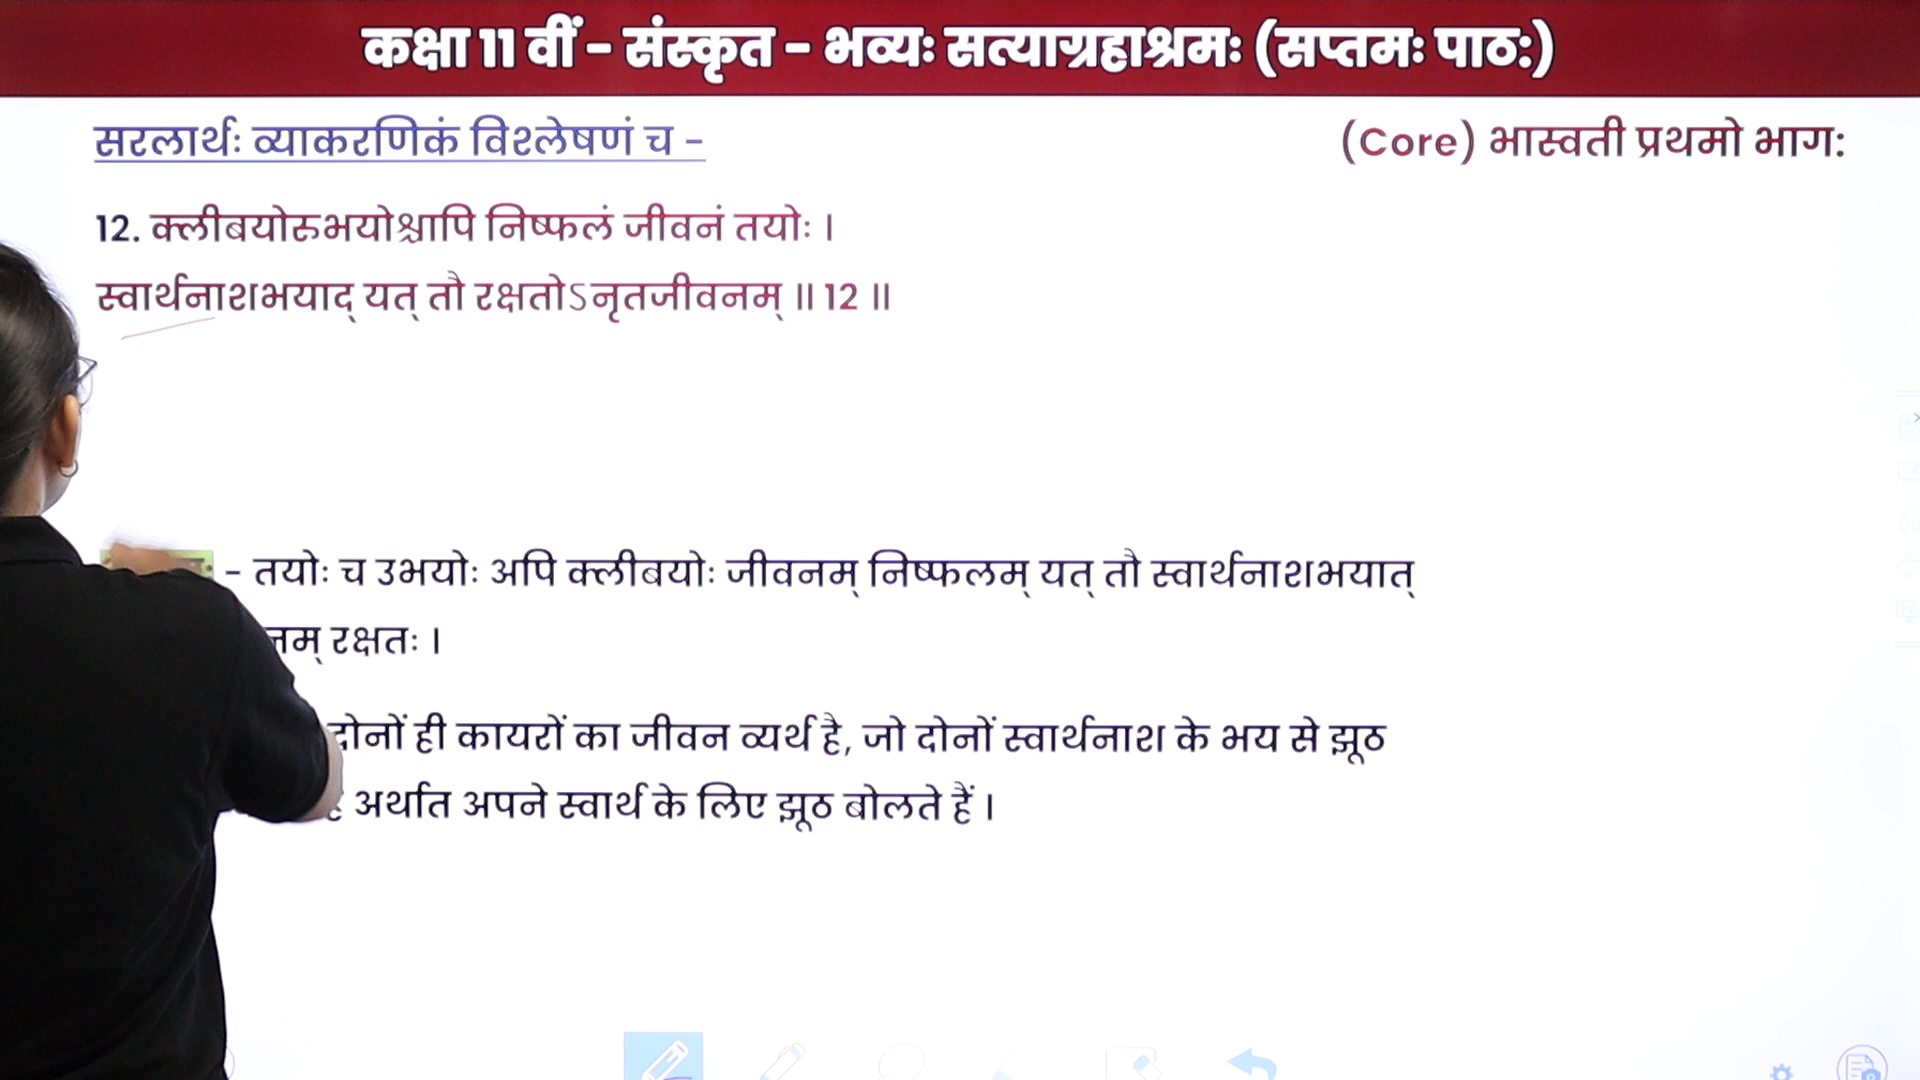 कक्षा 11 वीं - संस्कृत - भव्यः सत्याग्रहाश्रमः (सप्तमः पाठः)
सरलार्थः व्याकरणिकं विश्लेषणं च -
(Core) भास्वती प्रथमो भागः
12. क्लीबयोरुभयोश्चापि निष्फलं जीवनं तयोः ।
स्वार्थनाशभयाद् यत् तौ रक्षतोऽनृतजीवनम् ॥ 12 ॥
- तयोः च उभयोः अपि क्लीबयोः जीवनम् निष्फलम् यत् तौ स्वार्थनाशभयात्
रक्षतः ।
दोनों ही कायरों का जीवन व्यर्थ है, जो दोनों स्वार्थनाश के भय से झूठ
अर्थात अपने स्वार्थ के लिए झूठ बोलते हैं ।